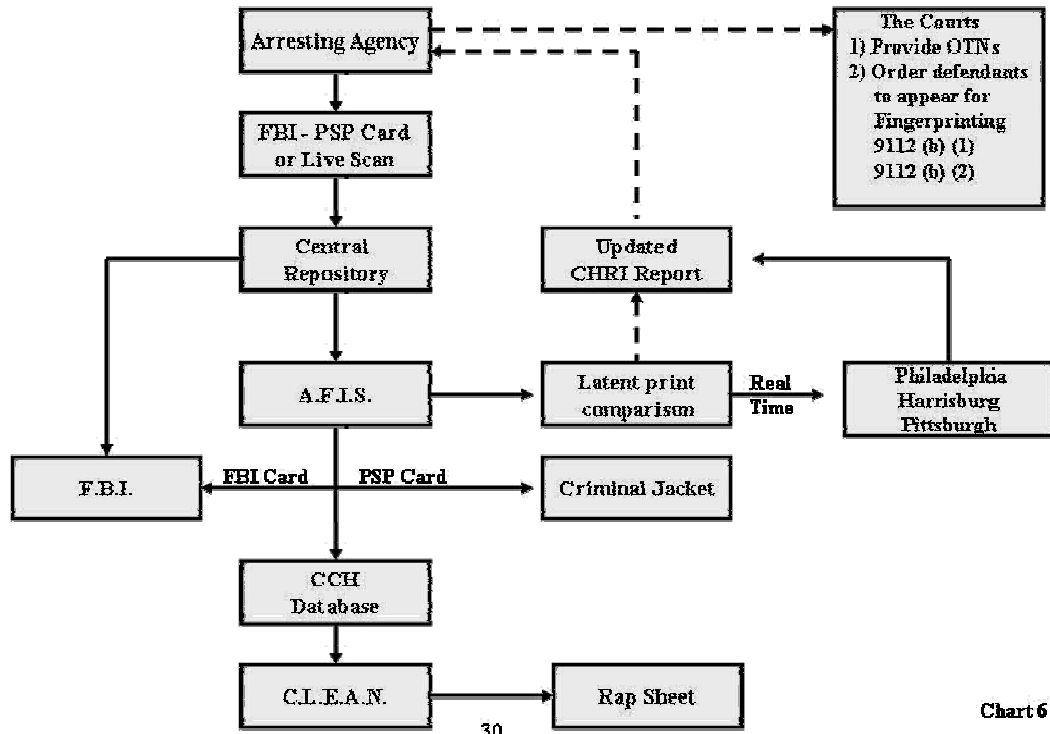 Arresting Agency
The Courts
1) Provide OTNs
2) Order defendants
to appear for
Fingerprinting
9112 (b) (1)
9112 (b) (2)
FBI - PSP Card
or Live Scan
Central
Repository
Updated
CHRI Report
A.F.I.S.
Latent print
comparison
Real
Time
Philadelpkia
Harrisburg
Pittsburgh
F.B.I.
FBI Card
PSP Card
Criminal Jacket
CCH
Database
C.L.E.A.N.
Rap Sheet
30
Chart 6